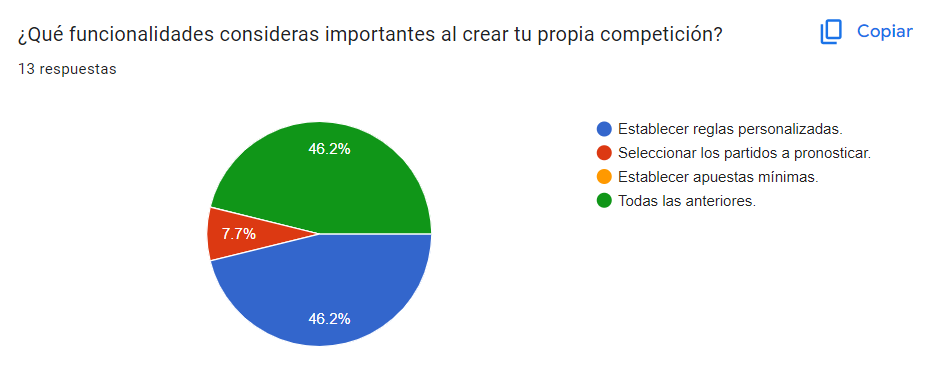 ¿Qué funcionalidades consideras importantes al crear tu propia competición?
Copiar
13 respuestas
46.2%
7.7%
46.2%
Establecer reglas personalizadas.
Seleccionar los partidos a pronosticar.
Establecer apuestas mínimas.
Todas las anteriores.